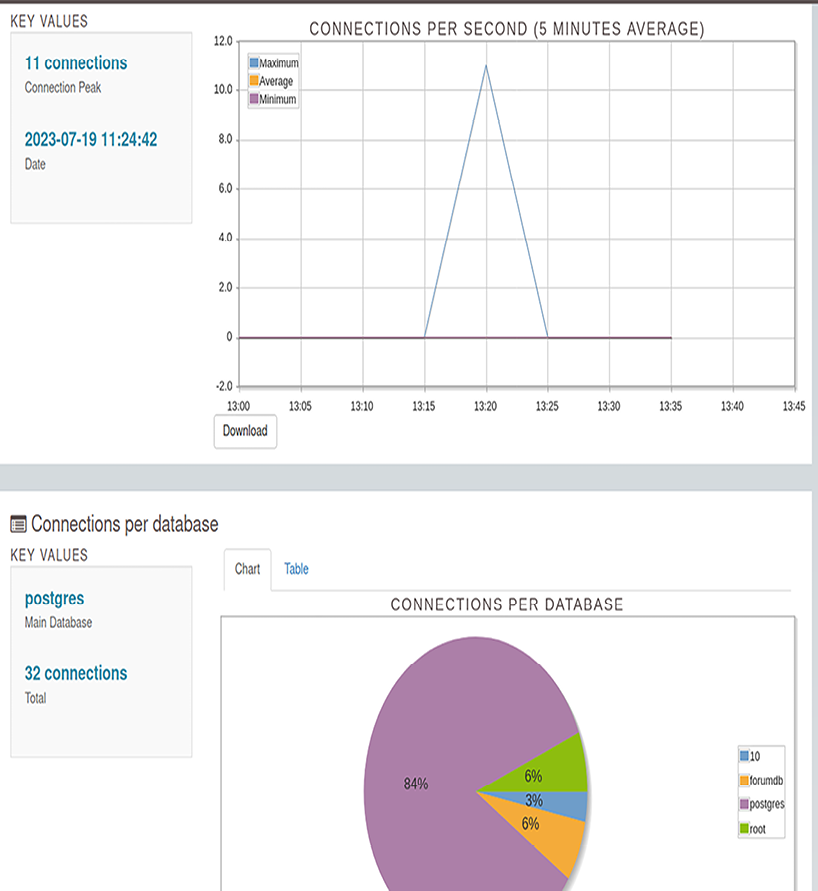 KEY VALUES
11 connections
Connection Peak
2023-07-19 11:24:42
Date
CONNECTIONS PER SECOND (5 MINUTES AVERAGE)
Maximum
Average
Minimum
12.0
10.0
8.0
6.0
4.0
2.0
0
-2.0
13:00 13:05 13:10 13:15 13:20 13:25 13:30 13:35 13:40 13:45
Download
Connections per database
KEY VALUES
postgres
Main Database
32 connections
Total
Chart Table
CONNECTIONS PER DATABASE
84%
6%
3%
6%
10
forumdb
postgres
root